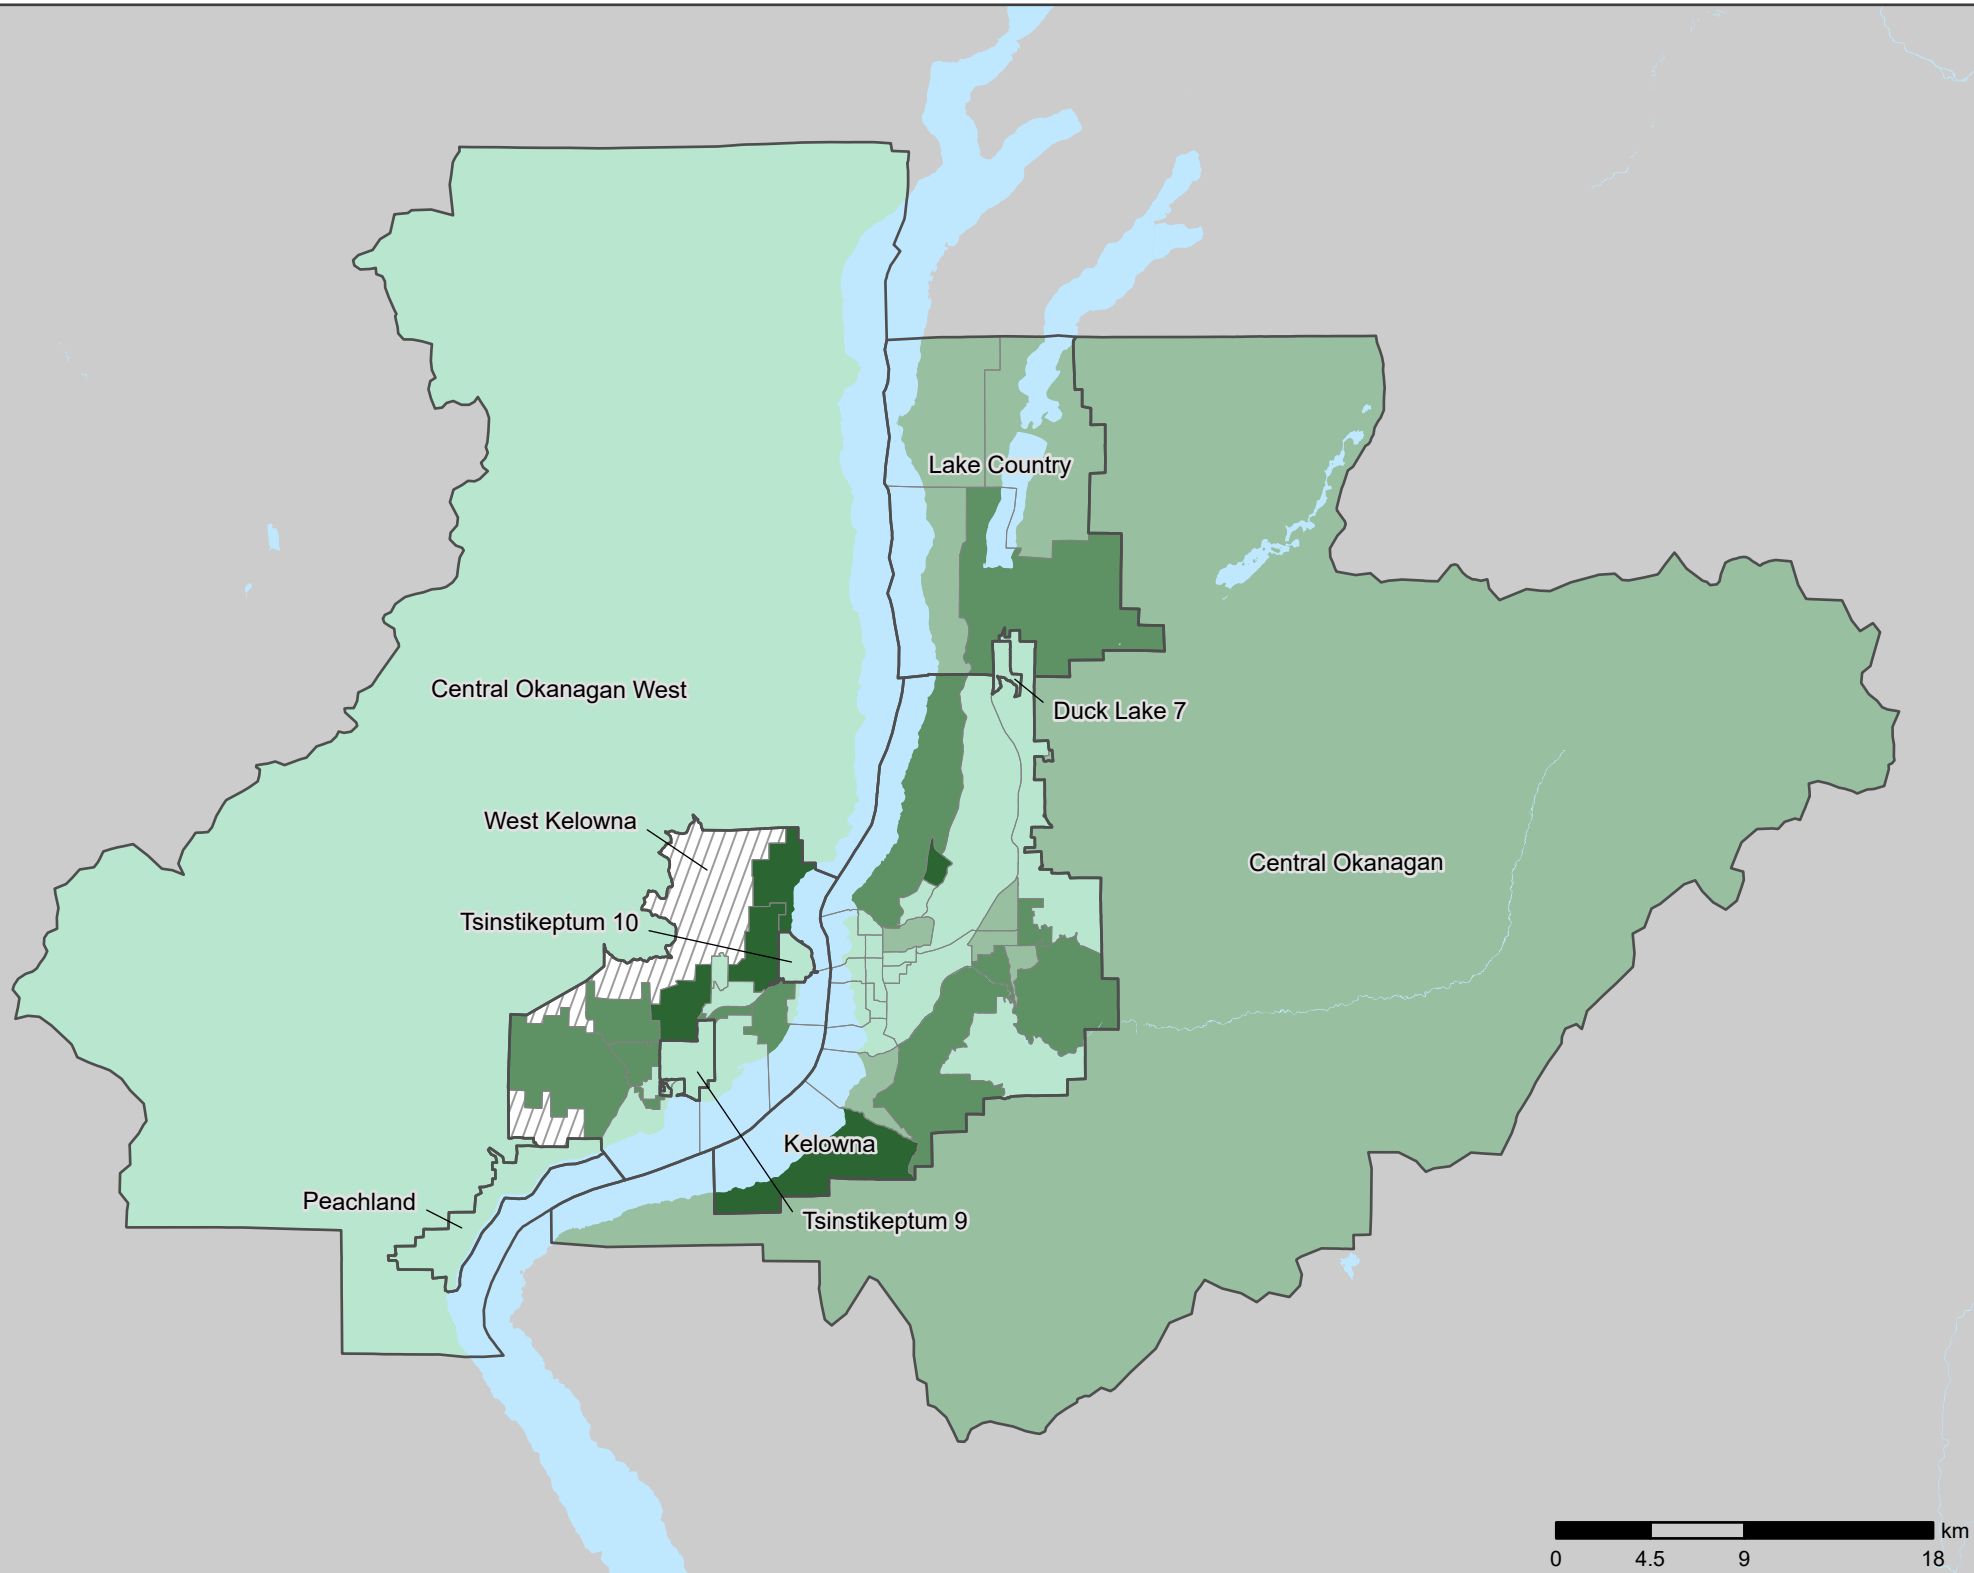 Lake Country
Central Okanagan West
Duck Lake 7
West Kelowna
Central Okanagan
Tsinstikeptum 10
Kelowna
Peachland
Tsinstikeptum 9
km
0 4.5 9 18